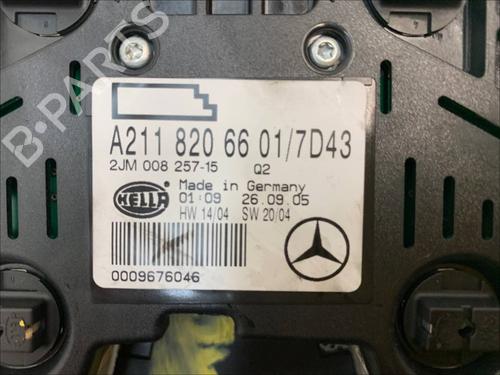 B-PARTS
A211 820 66 01/7D43
2JM 008 257-15 Q2
HELLA
Made in Germany
01:09 26.09.05
HW 14/04 SW 20/04
0009676046